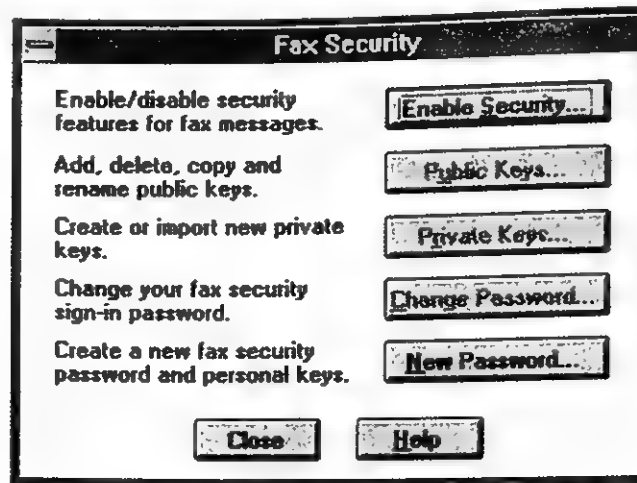 Fax Security
Enable/disable security
features for fax messages.
Enable Security...
Add, delete, copy and
rename public keys.
Public Keys...
Create or import new private
keys.
Private Keys...
Change your fax security
sign-in password.
Change Password...
Create a new fax security
password and personal keys.
New Password...
Close
Help